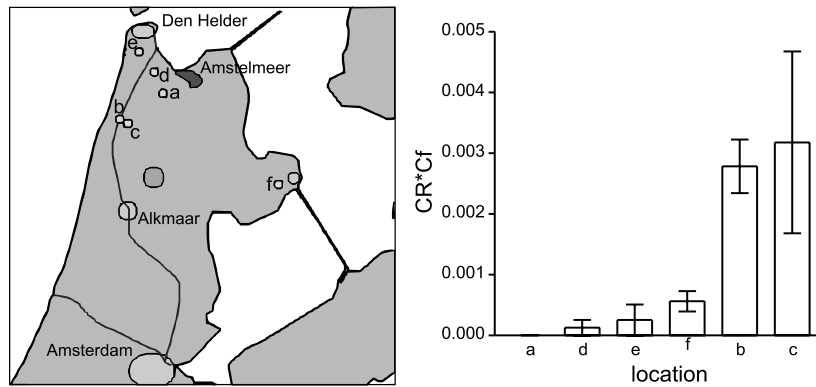 Den Helder
e
d
Amstelmeer
a
b
c
f
Alkmaar
Amsterdam
0.005
0.004
0.003
0.002
0.001
0.000
CR*Cf
a d e f b c
location